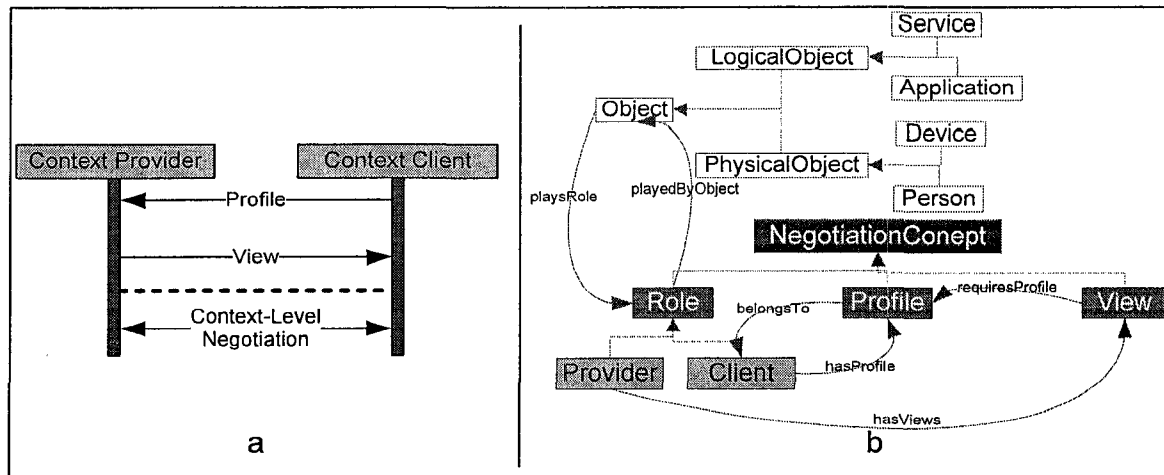 Context Provider
Context Client
Profile
View
Context-Level
Negotiation
a
Service
LogicalObject
Application
Object
Device
PhysicalObject
playsRole
playedByObject
Person
NegotiationConept
requiresProfile
Role
Profile
View
belongsTo
Provider
Client
hasProfile
hasViews
b